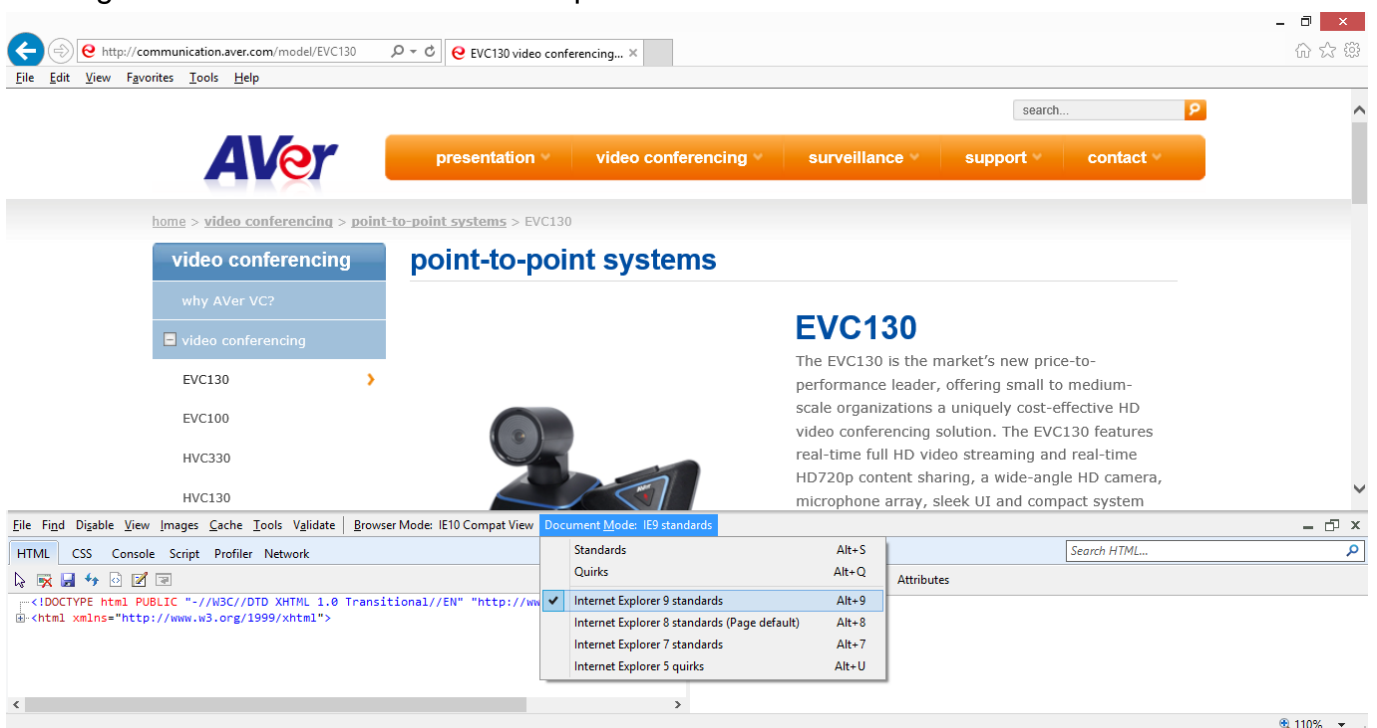 http://communication.aver.com/model/EVC130
EVC130 video conferencing...
File Edit View Favorites Tools Help
search...
AVer
presentation video conferencing surveillance support contact
home > video conferencing > point-to-point systems > EVC130
video conferencing
why AVer VC?
video conferencing
EVC130
EVC100
HVC330
HVC130
point-to-point systems
EVC130
The EVC130 is the market's new price-to-
performance leader, offering small to medium-
scale organizations a uniquely cost-effective HD
video conferencing solution. The EVC130 features
real-time full HD video streaming and real-time
HD720p content sharing, a wide-angle HD camera,
microphone array, sleek UI and compact system
File Find Disable View Images Cache Tools Validate Browser Mode: IE10 Compat View Document Mode: IE9 standards
HTML CSS Console Script Profiler Network
Search HTML...
Attributes
<!DOCTYPE html PUBLIC "-//W3C//DTD XHTML 1.0 Transitional//EN" "http://ww
<html xmlns="http://www.w3.org/1999/xhtml">
Standards Alt+S
Quirks Alt+Q
Internet Explorer 9 standards Alt+9
Internet Explorer 8 standards (Page default) Alt+8
Internet Explorer 7 standards Alt+7
Internet Explorer 5 quirks Alt+U
110%